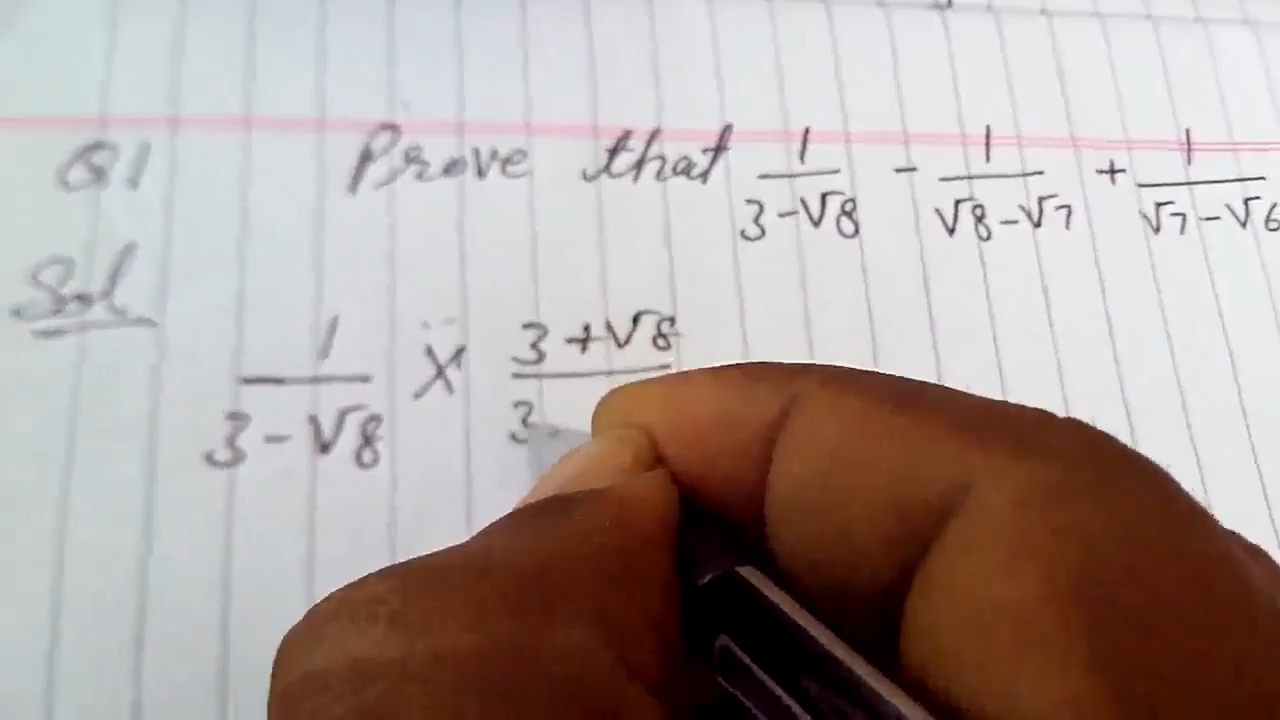 Q1 Prove that 1/(3-√8) - 1/(√8-√7) + 1/(√7-√6
Sol
1/(3-√8) × (3+√8)/(3-